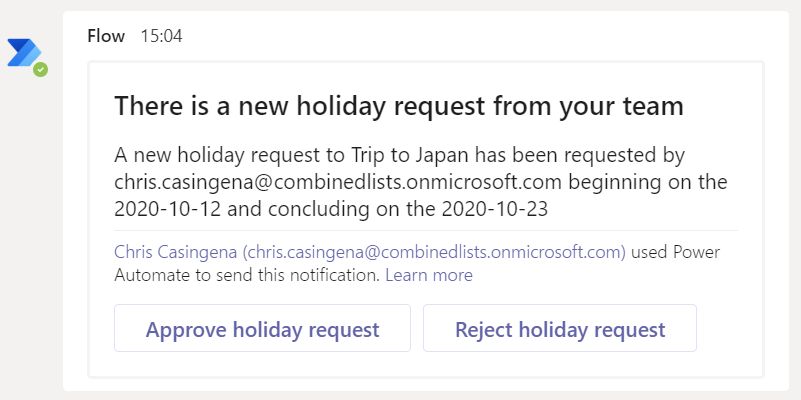 Flow 15:04
There is a new holiday request from your team
A new holiday request to Trip to Japan has been requested by
chris.casingena@combinedlists.onmicrosoft.com beginning on the
2020-10-12 and concluding on the 2020-10-23
Chris Casingena (chris.casingena@combinedlists.onmicrosoft.com) used Power
Automate to send this notification. Learn more
Approve holiday request Reject holiday request